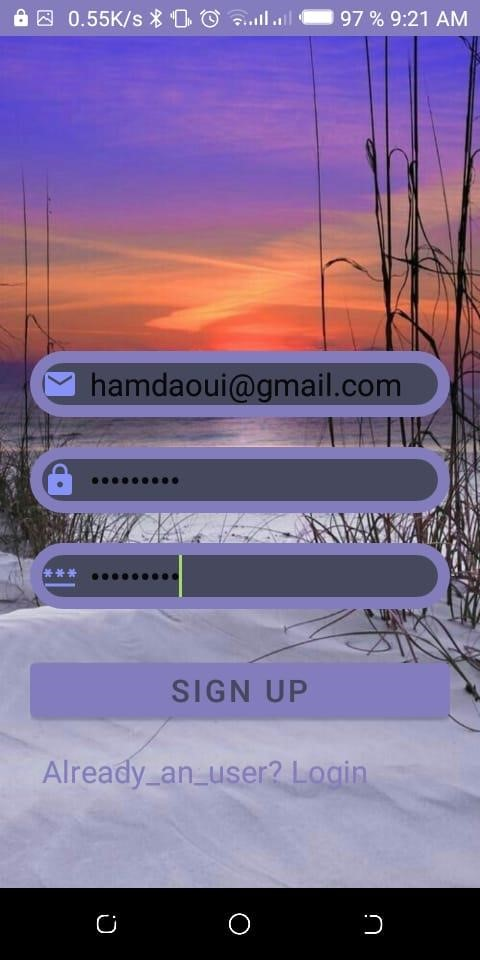 0.55K/s 97 % 9:21 AM
hamdaoui@gmail.com
•••••••••
***
•••••••••
SIGN UP
Already_an_user? Login